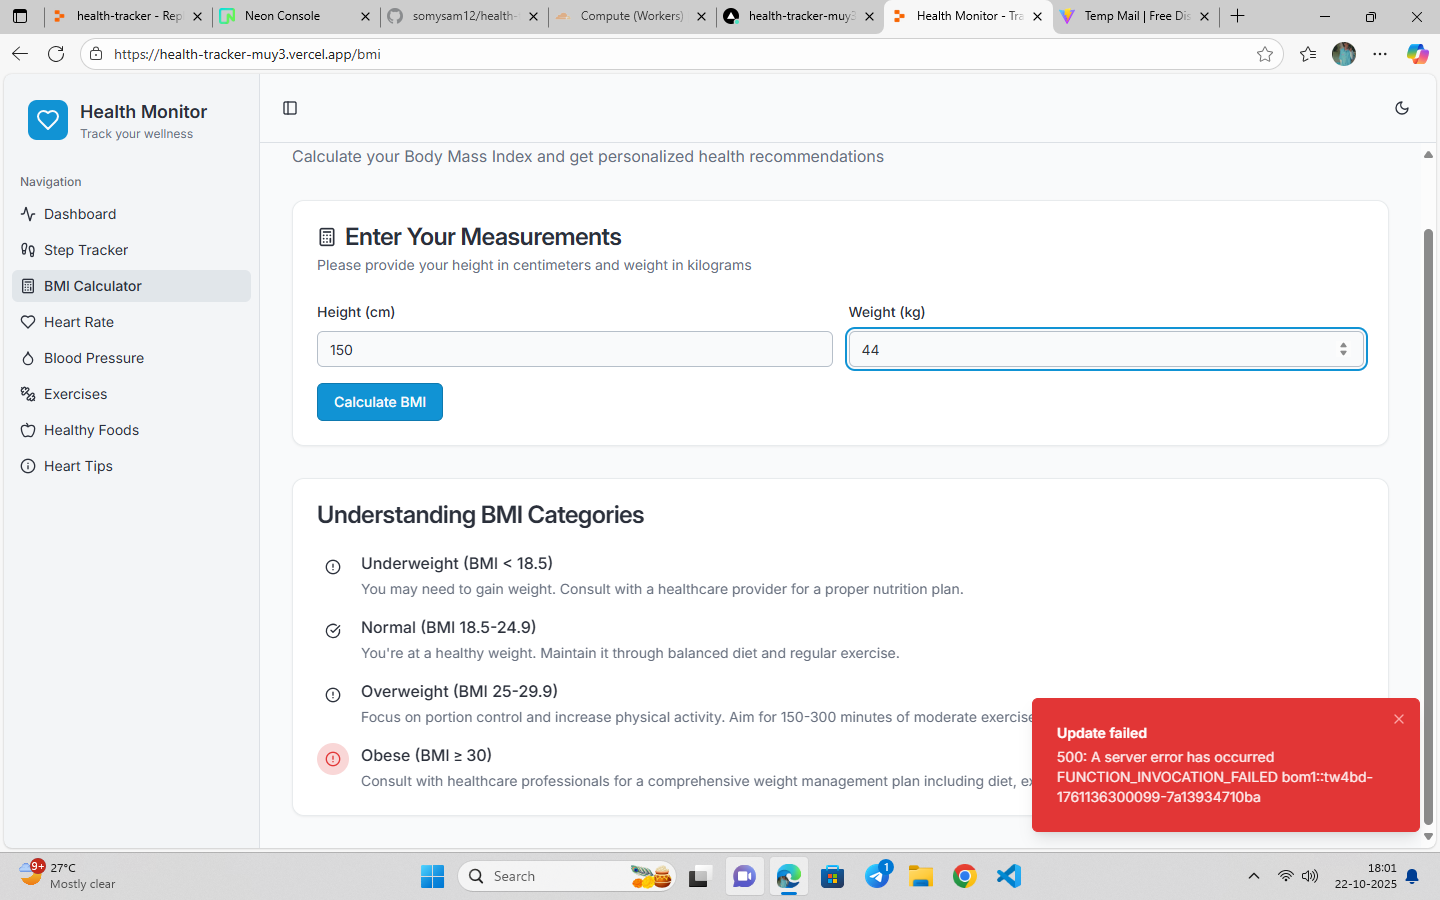 health-tracker - Rep
Neon Console
somysam12/health-
Compute (Workers)
health-tracker-muy3
Health Monitor - Tra
Temp Mail | Free Dis
https://health-tracker-muy3.vercel.app/bmi
Health Monitor
Track your wellness
Navigation
Dashboard
Step Tracker
BMI Calculator
Heart Rate
Blood Pressure
Exercises
Healthy Foods
Heart Tips
Calculate your Body Mass Index and get personalized health recommendations
Enter Your Measurements
Please provide your height in centimeters and weight in kilograms
Height (cm)
Weight (kg)
150
44
Calculate BMI
Understanding BMI Categories
Underweight (BMI < 18.5)
You may need to gain weight. Consult with a healthcare provider for a proper nutrition plan.
Normal (BMI 18.5-24.9)
You're at a healthy weight. Maintain it through balanced diet and regular exercise.
Overweight (BMI 25-29.9)
Focus on portion control and increase physical activity. Aim for 150-300 minutes of moderate exercise
Obese (BMI ≥ 30)
Consult with healthcare professionals for a comprehensive weight management plan including diet, ex
Update failed
500: A server error has occurred
FUNCTION_INVOCATION_FAILED bom1::tw4bd-
1761136300099-7a13934710ba
9+
27°C
Mostly clear
Search
1
18:01
22-10-2025